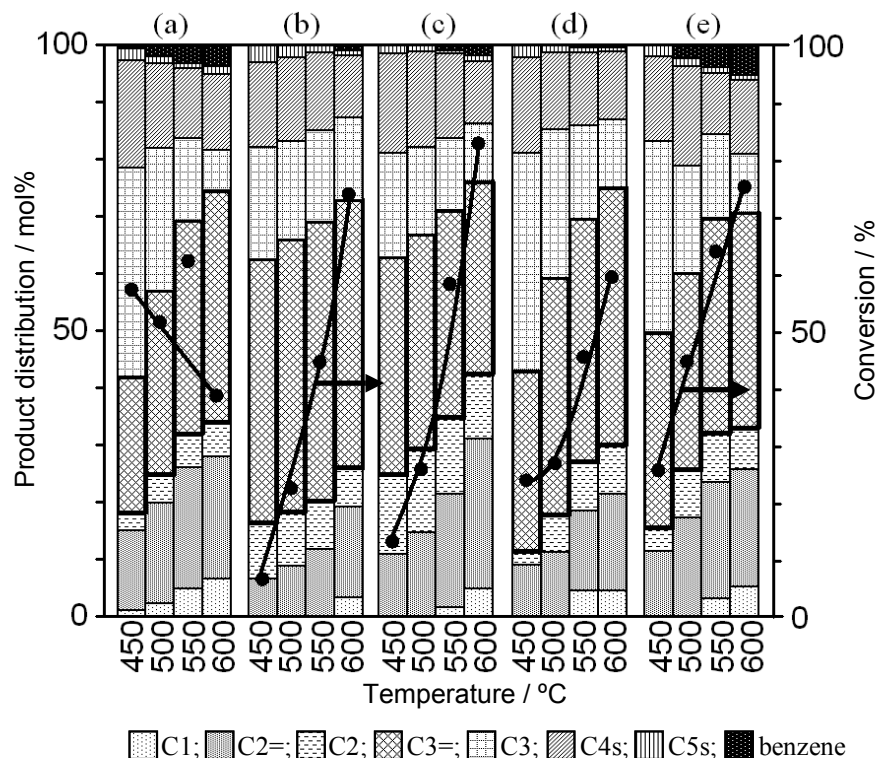 (a) (b) (c) (d) (e)
100
50
0
Product distribution / mol%
100
50
0
Conversion / %
450 500 550 600 450 500 550 600 450 500 550 600 450 500 550 600 450 500 550 600
Temperature / ºC
C1; C2=; C2; C3=; C3; C4s; C5s; benzene